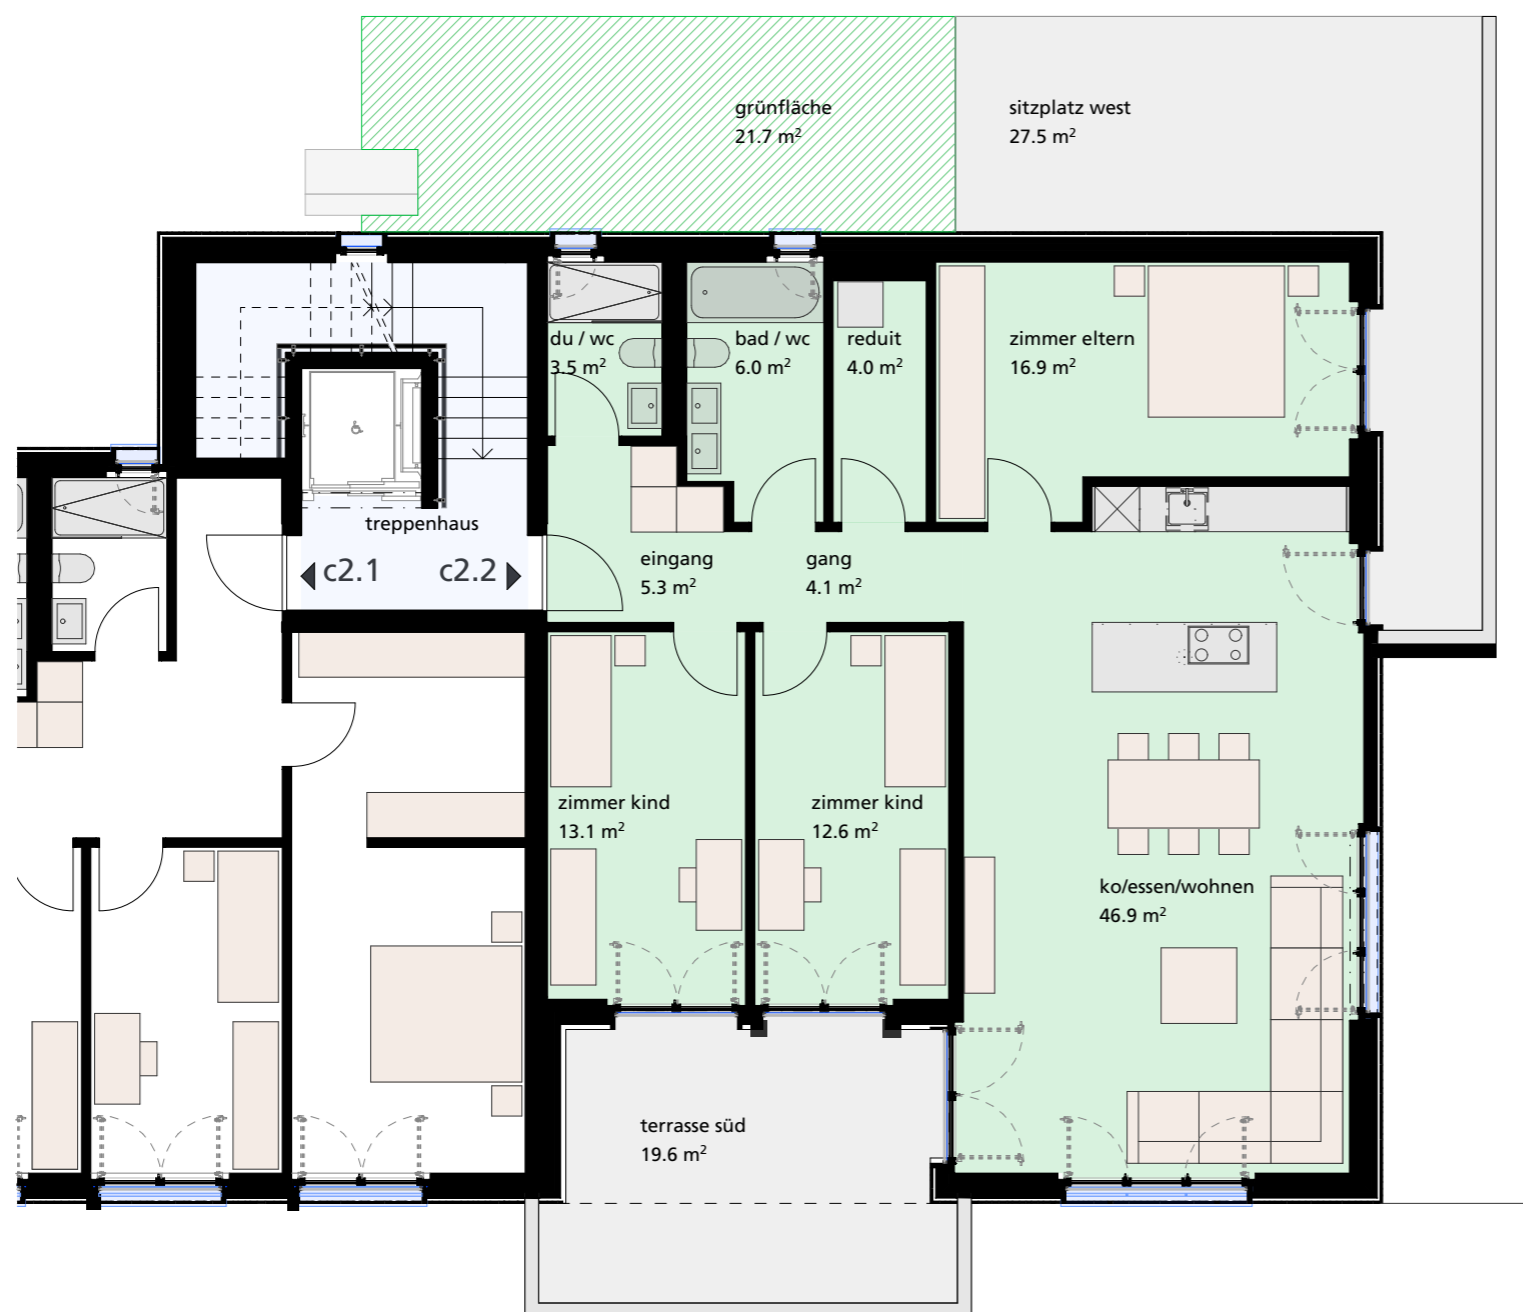 grünfläche
21.7 m²
sitzplatz west
27.5 m²
du / wc
3.5 m²
bad / wc
6.0 m²
reduit
4.0 m²
zimmer eltern
16.9 m²
treppenhaus
c2.1
c2.2
eingang
5.3 m²
gang
4.1 m²
zimmer kind
13.1 m²
zimmer kind
12.6 m²
ko/essen/wohnen
46.9 m²
terrasse süd
19.6 m²